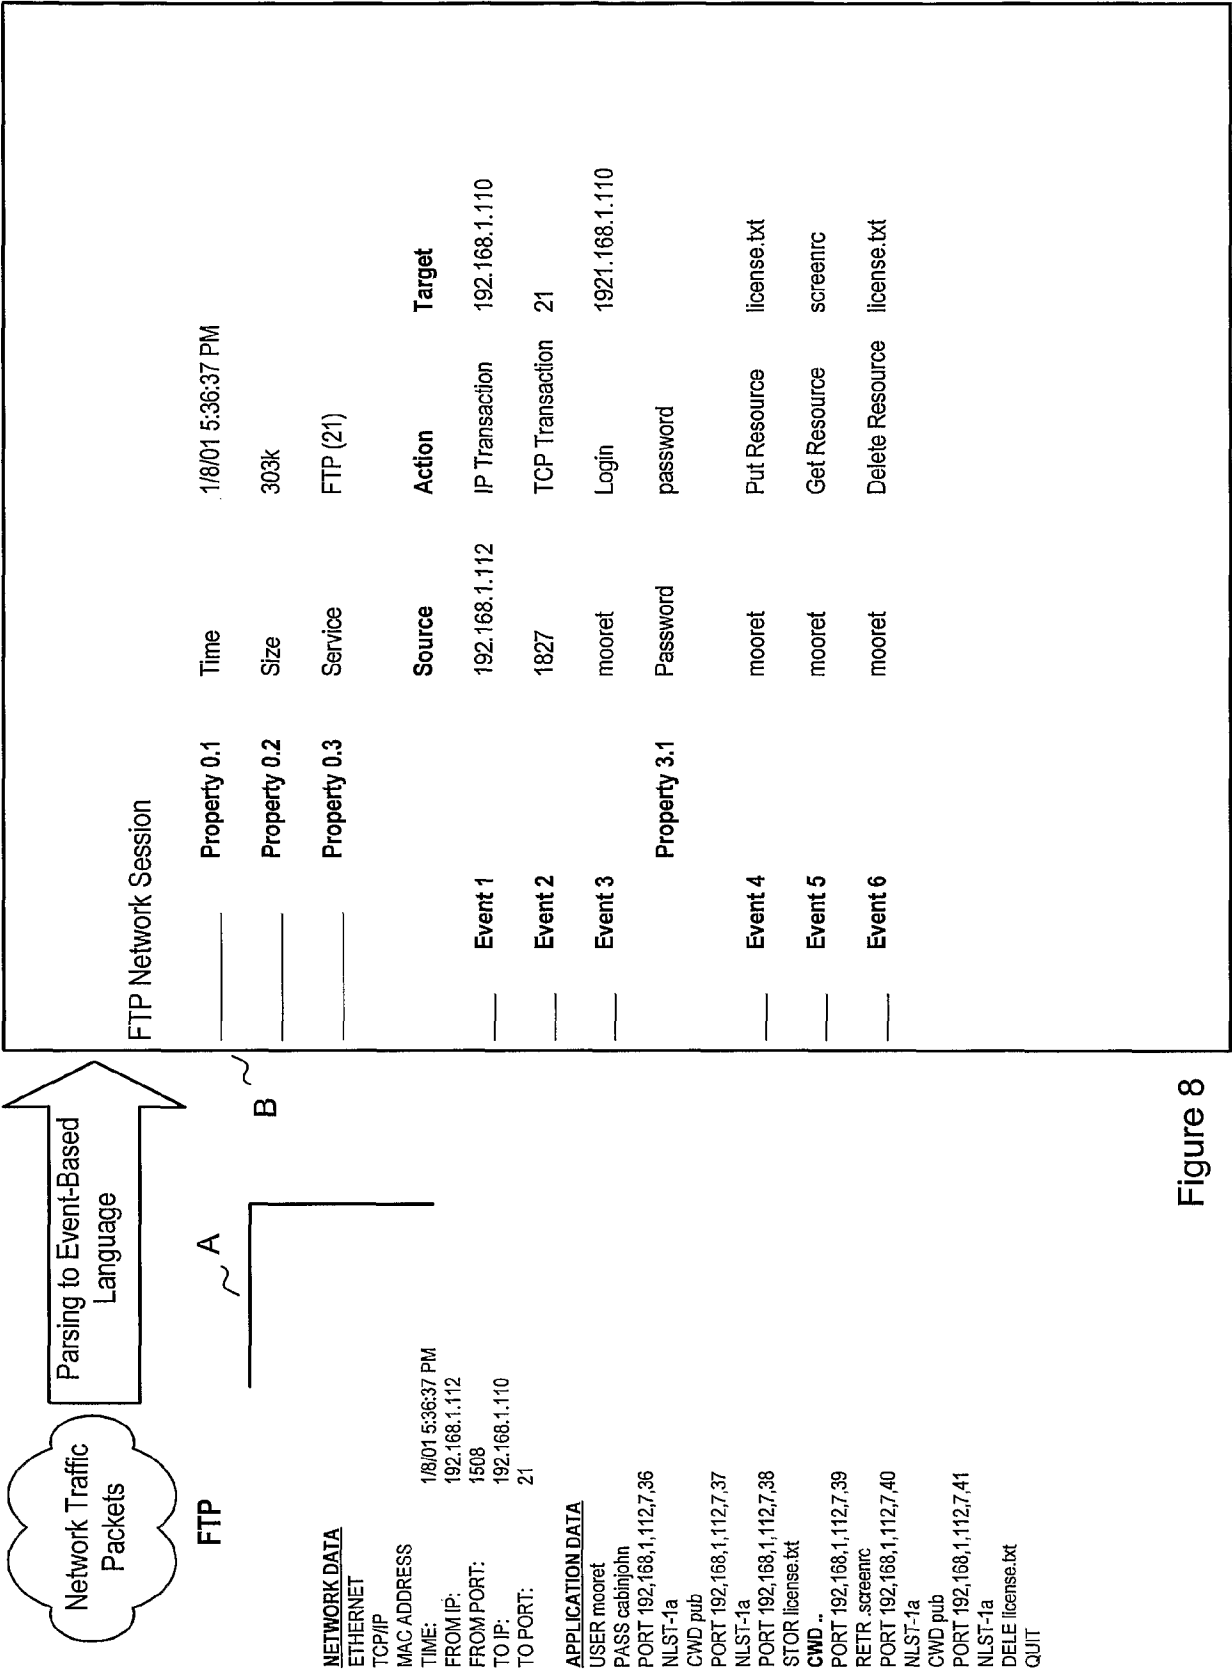 Network Traffic
Packets
Parsing to Event-Based
Language
FTP
A
B
NETWORK DATA
ETHERNET
TCP/IP
MAC ADDRESS
TIME: 1/8/01 5:36:37 PM
FROM IP: 192.168.1.112
FROM PORT: 1508
TO IP: 192.168.1.110
TO PORT: 21
APPLICATION DATA
USER mooret
PASS cabinjohn
PORT 192,168,1,112,7,36
NLST-1a
CWD pub
PORT 192,168,1,112,7,37
NLST-1a
PORT 192,168,1,112,7,38
STOR license.txt
CWD ..
PORT 192,168,1,112,7,39
RETR .screenrc
PORT 192,168,1,112,7,40
NLST-1a
CWD pub
PORT 192,168,1,112,7,41
NLST-1a
DELE license.txt
QUIT
FTP Network Session
Property 0.1 Time 1/8/01 5:36:37 PM
Property 0.2 Size 303k
Property 0.3 Service FTP (21)
Source Action Target
Event 1 192.168.1.112 IP Transaction 192.168.1.110
Event 2 1827 TCP Transaction 21
Event 3 mooret Login 1921.168.1.110
Property 3.1 Password password
Event 4 mooret Put Resource license.txt
Event 5 mooret Get Resource screenrc
Event 6 mooret Delete Resource license.txt
Figure 8